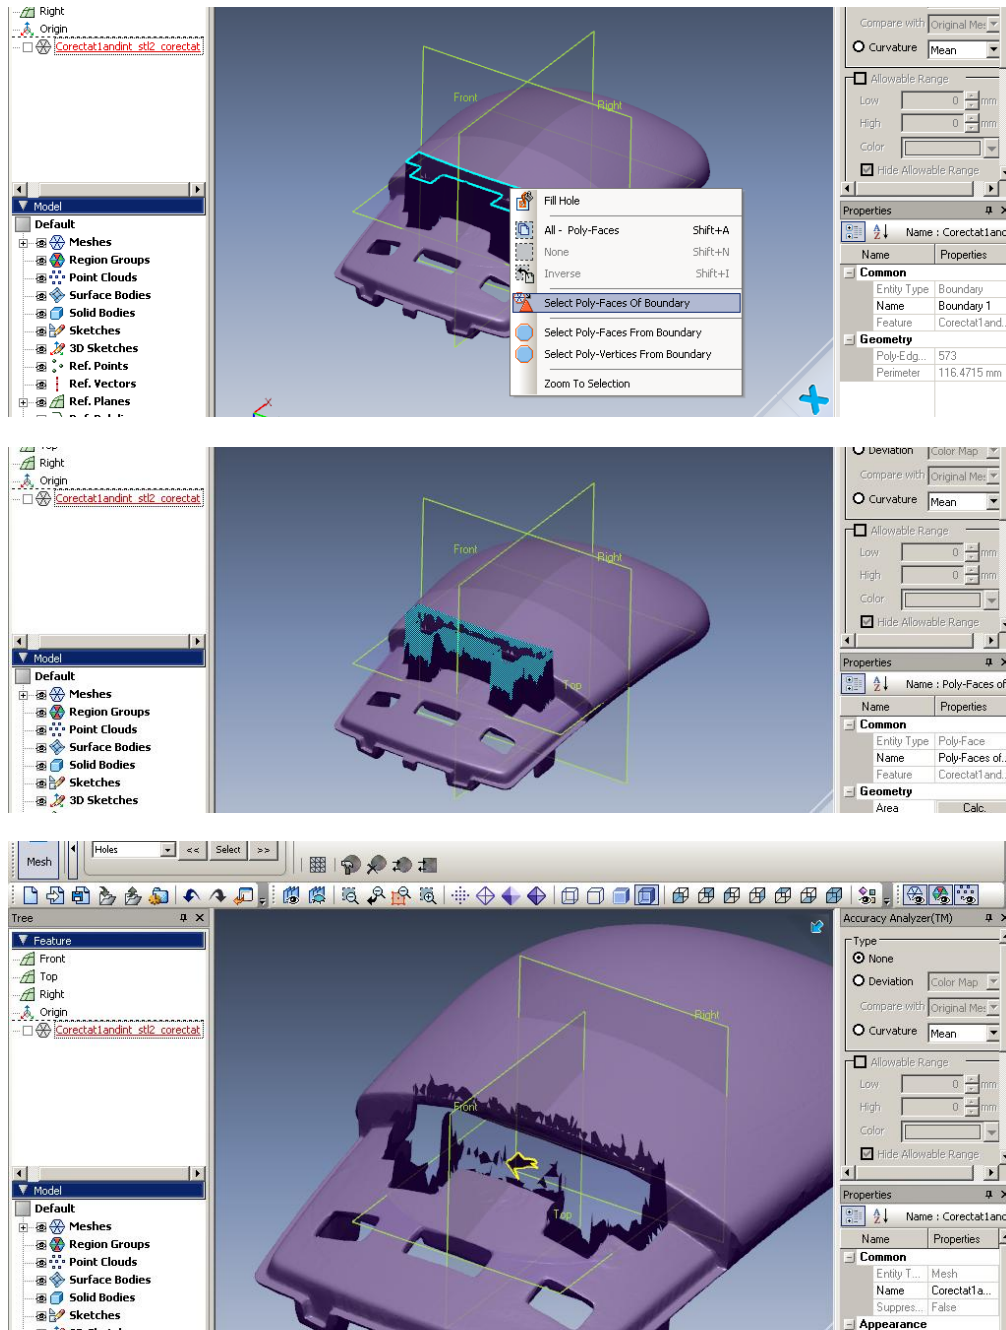 Right
Origin
Corectat1andint_stl2_corectat
Model
Default
Meshes
Region Groups
Point Clouds
Surface Bodies
Solid Bodies
Sketches
3D Sketches
Ref. Points
Ref. Vectors
Ref. Planes
Front
Right
Fill Hole
All - Poly-Faces Shift+A
None Shift+N
Inverse Shift+I
Select Poly-Faces Of Boundary
Select Poly-Faces From Boundary
Select Poly-Vertices From Boundary
Zoom To Selection
Compare with Original Mes
Curvature Mean
Allowable Range
Low 0 mm
High 0 mm
Color
Hide Allowable Range
Properties
Name : Corectat1and
Name Properties
Common
Entity Type Boundary
Name Boundary 1
Feature Corectat1and...
Geometry
Poly-Edg... 573
Perimeter 116.4715 mm
Right
Origin
Corectat1andint_stl2_corectat
Model
Default
Meshes
Region Groups
Point Clouds
Surface Bodies
Solid Bodies
Sketches
3D Sketches
Front
Right
Top
Deviation Color Map
Compare with Original Mes
Curvature Mean
Allowable Range
Low 0 mm
High 0 mm
Color
Hide Allowable Range
Properties
Name : Poly-Faces of
Name Properties
Common
Entity Type Poly-Face
Name Poly-Faces of...
Feature Corectat1and...
Geometry
Area Calc.
Mesh
Holes << Select >>
Tree
Feature
Front
Top
Right
Origin
Corectat1andint_stl2_corectat
Model
Default
Meshes
Region Groups
Point Clouds
Surface Bodies
Solid Bodies
Sketches
Right
Front
Top
Accuracy Analyzer(TM)
Type
None
Deviation Color Map
Compare with Original Mes
Curvature Mean
Allowable Range
Low 0 mm
High 0 mm
Color
Hide Allowable Range
Properties
Name : Corectat1and
Name Properties
Common
Entity T... Mesh
Name Corectat1a...
Suppres... False
Appearance